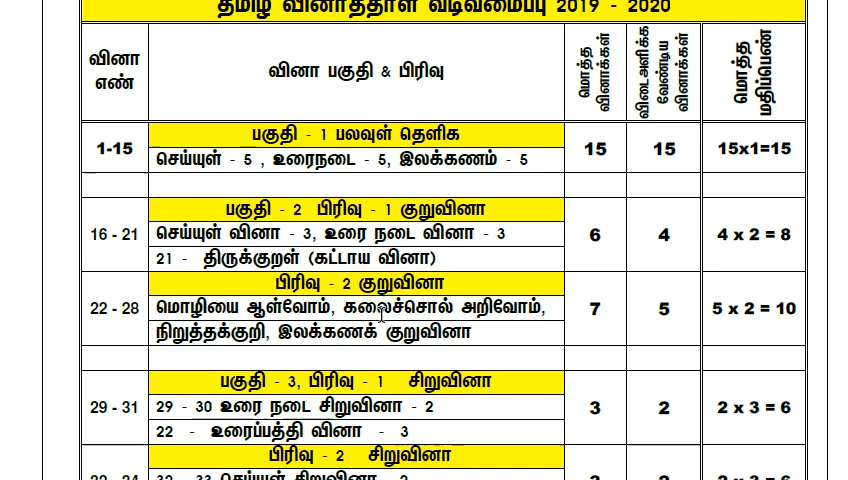 தமிழ் வினாத்தாள் வடிவமைப்பு 2019 - 2020
வினா எண்
வினா பகுதி & பிரிவு
மொத்த வினாக்கள்
விடைஅளிக்க வேண்டிய வினாக்கள்
மொத்த மதிப்பெண்
1-15
பகுதி - 1 பலவுள் தெளிக
செய்யுள் - 5 , உரைநடை - 5, இலக்கணம் - 5
15
15
15x1=15
16 - 21
பகுதி - 2 பிரிவு - 1 குறுவினா
செய்யுள் வினா - 3, உரை நடை வினா - 3
21 - திருக்குறள் (கட்டாய வினா)
6
4
4 x 2 = 8
22 - 28
பிரிவு - 2 குறுவினா
மொழியை ஆள்வோம், கலைச்சொல் அறிவோம்,
நிறுத்தக்குறி, இலக்கணக் குறுவினா
7
5
5 x 2 = 10
29 - 31
பகுதி - 3, பிரிவு - 1 சிறுவினா
29 - 30 உரை நடை சிறுவினா - 2
22 - உரைப்பத்தி வினா - 3
3
2
2 x 3 = 6
பிரிவு - 2 சிறுவினா